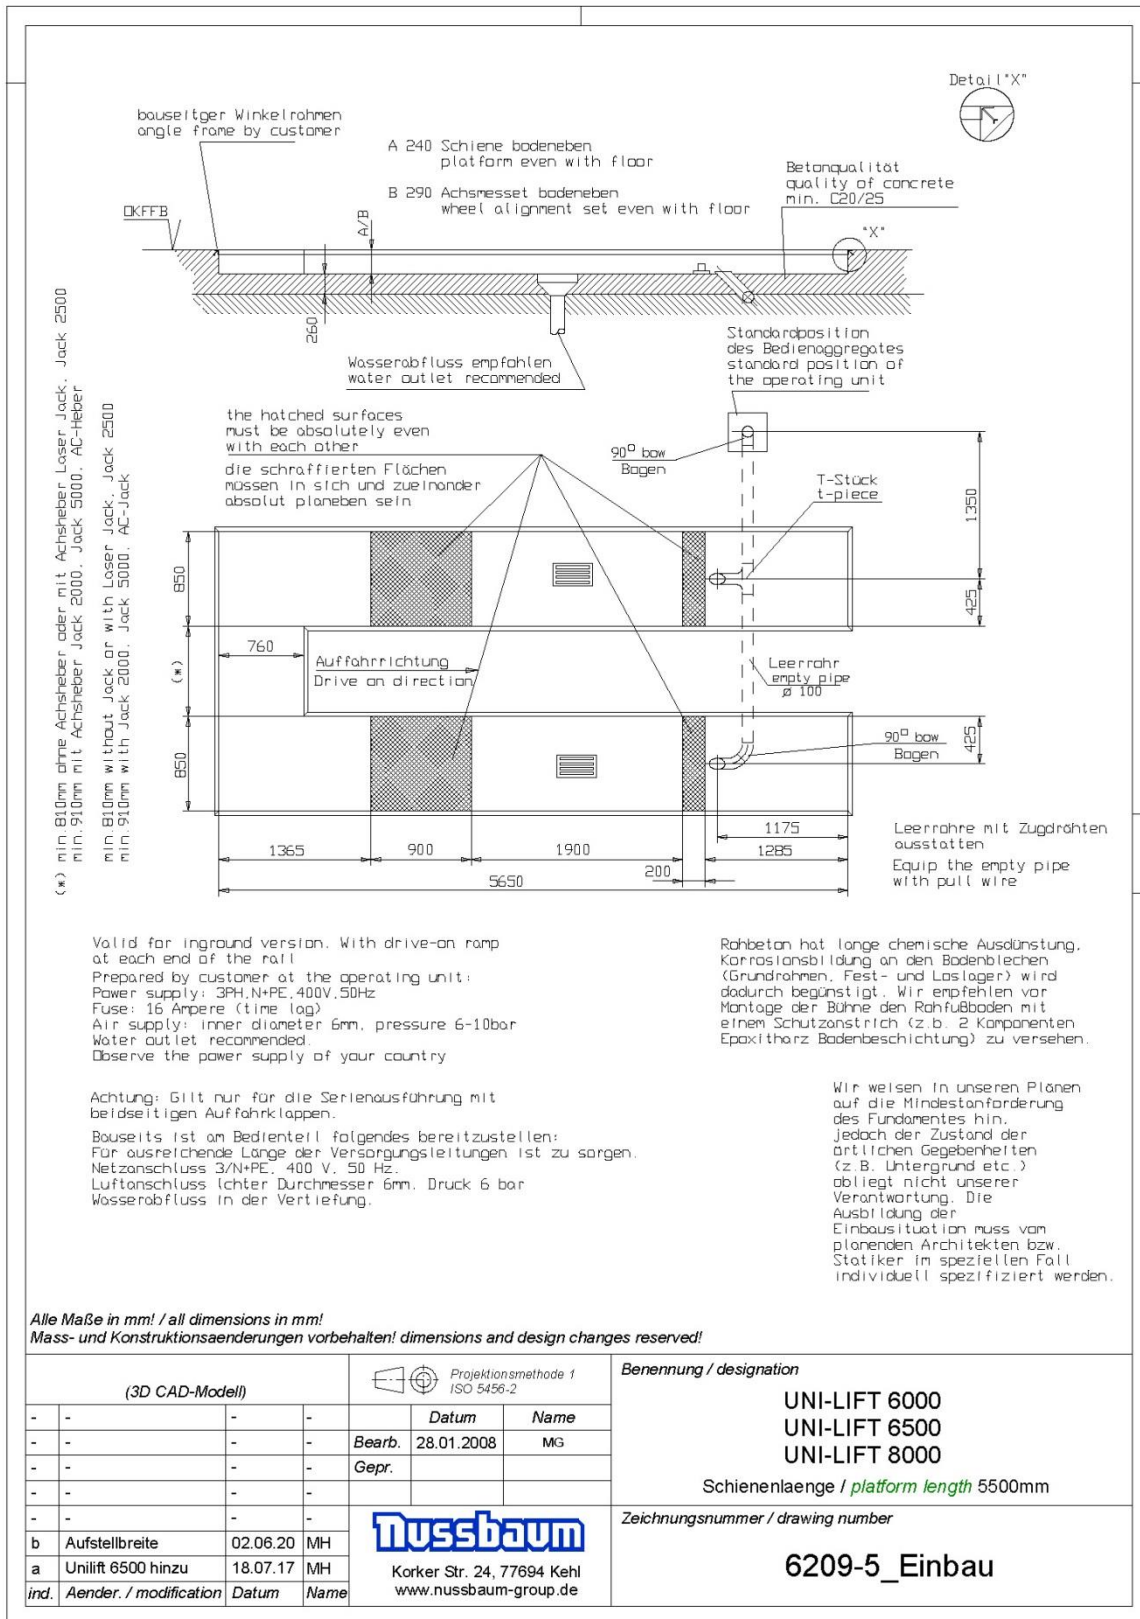 Detail"X"
bauseitger Winkelrahmen
angle frame by customer
A 240 Schiene bodeneben
platform even with floor
B 290 Achsmesset bodeneben
wheel alignment set even with floor
Betonqualität
quality of concrete
min. C20/25
OKFFB
A/B
"X"
260
Wasserabfluss empfohlen
water outlet recommended
Standardposition
des Bedienaggregates
standard position of
the operating unit
(*) min.810mm ohne Achsheber oder mit Achsheber Laser Jack, Jack 2500
min.910mm mit Achsheber Jack 2000, Jack 5000, AC-Heber
min.810mm without Jack or with Laser Jack, Jack 2500
min.910mm with Jack 2000, Jack 5000, AC-Jack
the hatched surfaces
must be absolutely even
with each other
die schraffierten Flächen
müssen in sich und zueinander
absolut planeben sein
90° bow
Bogen
T-Stück
t-piece
1350
850
425
760
(*)
Auffahrrichtung
Drive on direction
Leerrohr
empty pipe
ø 100
850
90° bow
Bogen
425
1175
1365
900
1900
1285
200
5650
Leerrohre mit Zugdrähten
ausstatten
Equip the empty pipe
with pull wire
Valid for inground version. With drive-on ramp
at each end of the rail
Prepared by customer at the operating unit:
Power supply: 3PH,N+PE,400V,50Hz
Fuse: 16 Ampere (time lag)
Air supply: inner diameter 6mm, pressure 6-10bar
Water outlet recommended.
Observe the power supply of your country
Rohbeton hat lange chemische Ausdünstung,
Korrosionsbildung an den Bodenblechen
(Grundrahmen, Fest- und Loslager) wird
dadurch begünstigt. Wir empfehlen vor
Montage der Bühne den Rohfußboden mit
einem Schutzanstrich (z.b. 2 Komponenten
Epoxitharz Bodenbeschichtung) zu versehen.
Achtung: Gilt nur für die Serienausführung mit
beidseitigen Auffahrklappen.
Bauseits ist am Bedienteil folgendes bereitzustellen:
Für ausreichende Länge der Versorgungsleitungen ist zu sorgen.
Netzanschluss 3/N+PE, 400 V, 50 Hz.
Luftanschluss lchter Durchmesser 6mm. Druck 6 bar
Wasserabfluss in der Vertiefung.
Wir weisen in unseren Plänen
auf die Mindestanforderung
des Fundamentes hin,
jedoch der Zustand der
örtlichen Gegebenheiten
(z.B. Untergrund etc.)
obliegt nicht unserer
Verantwortung. Die
Ausbildung der
Einbausituation muss vom
planenden Architekten bzw.
Statiker im speziellen Fall
individuell spezifiziert werden.
Alle Maße in mm! / all dimensions in mm!
Mass- und Konstruktionsaenderungen vorbehalten! dimensions and design changes reserved!
(3D CAD-Modell)
Projektionsmethode 1
ISO 5456-2
Benennung / designation
UNI-LIFT 6000
UNI-LIFT 6500
UNI-LIFT 8000
Schienenlaenge / platform length 5500mm
- - - - Datum Name
- - - - Bearb. 28.01.2008 MG
- - - - Gepr.
- - - -
- - - -
b Aufstellbreite 02.06.20 MH
a Unilift 6500 hinzu 18.07.17 MH
ind. Aender. / modification Datum Name
Nussbaum
Korker Str. 24, 77694 Kehl
www.nussbaum-group.de
Zeichnungsnummer / drawing number
6209-5_Einbau